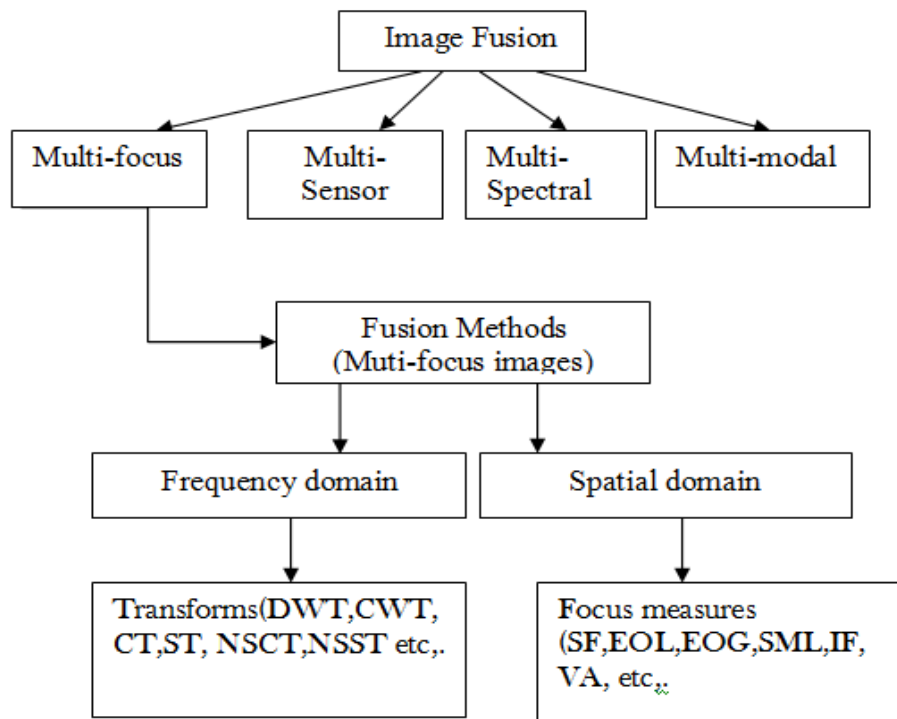 Image Fusion
Multi-focus
Multi-
Sensor
Multi-
Spectral
Multi-modal
Fusion Methods
(Muti-focus images)
Frequency domain
Spatial domain
Transforms(DWT,CWT,
CT,ST, NSCT,NSST etc,.
Focus measures
(SF,EOL,EOG,SML,IF,
VA, etc,.